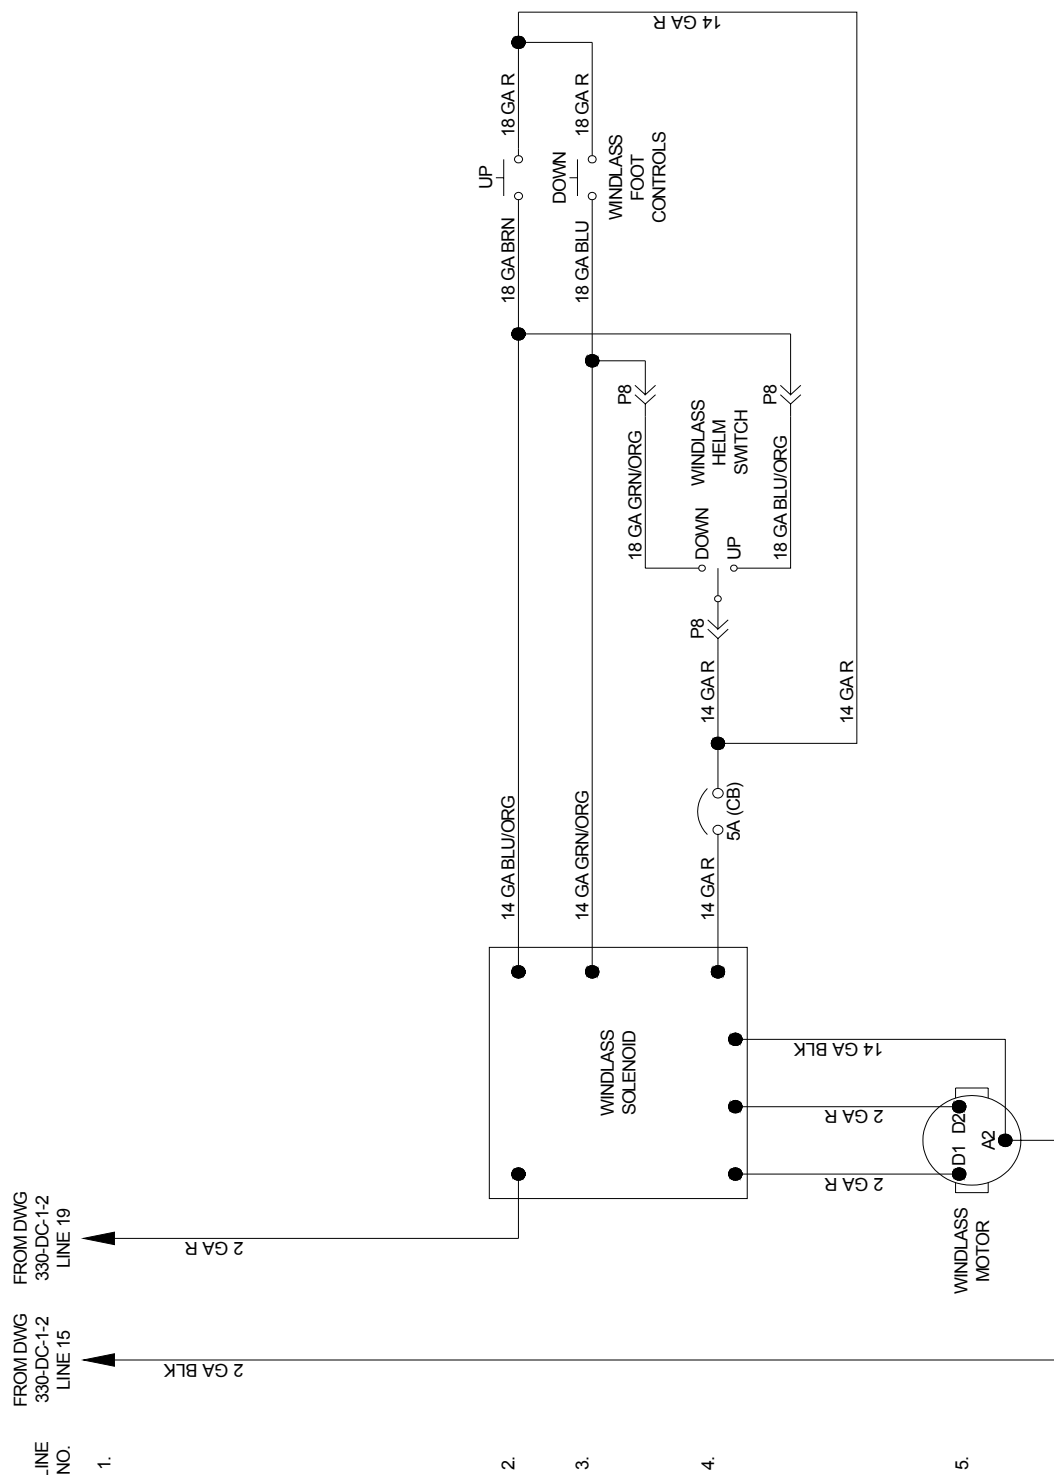 LINE
NO.
1.
2.
3.
4.
5.
FROM DWG
330-DC-1-2
LINE 15
2 GA BLK
FROM DWG
330-DC-1-2
LINE 19
2 GA R
WINDLASS
SOLENOID
2 GA R
2 GA R
14 GA BLK
D1
D2
A2
WINDLASS
MOTOR
14 GA BLU/ORG
14 GA GRN/ORG
14 GA R
5A (CB)
14 GA R
14 GA R
P8
DOWN
UP
WINDLASS
HELM
SWITCH
18 GA GRN/ORG
18 GA BLU/ORG
P8
P8
18 GA BRN
18 GA BLU
UP
DOWN
WINDLASS
FOOT
CONTROLS
18 GA R
18 GA R
14 GA R